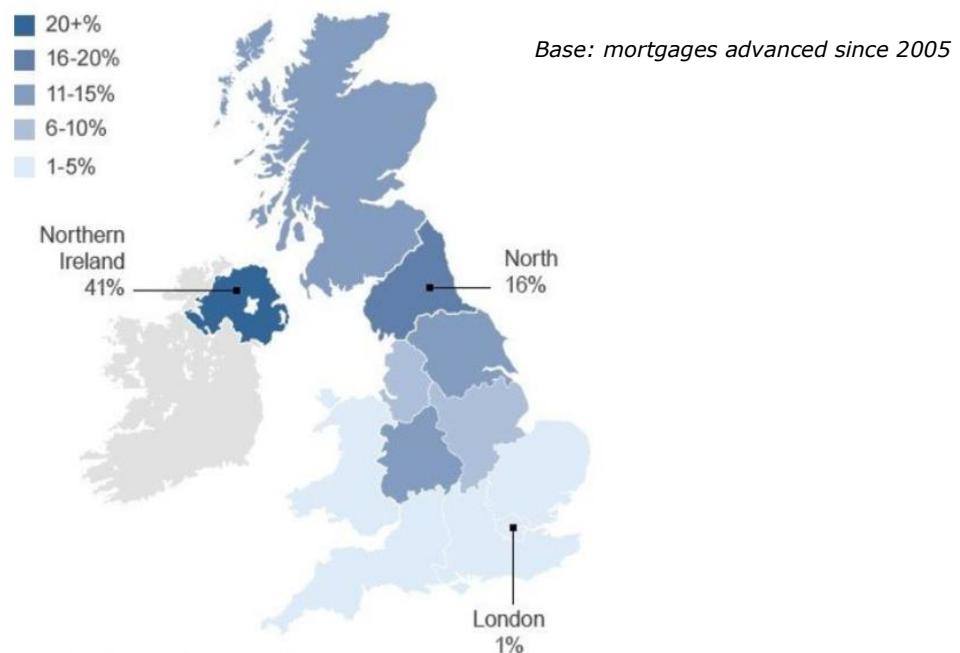 20+%
16-20%
11-15%
6-10%
1-5%
Base: mortgages advanced since 2005
Northern
Ireland
41%
North
16%
London
1%